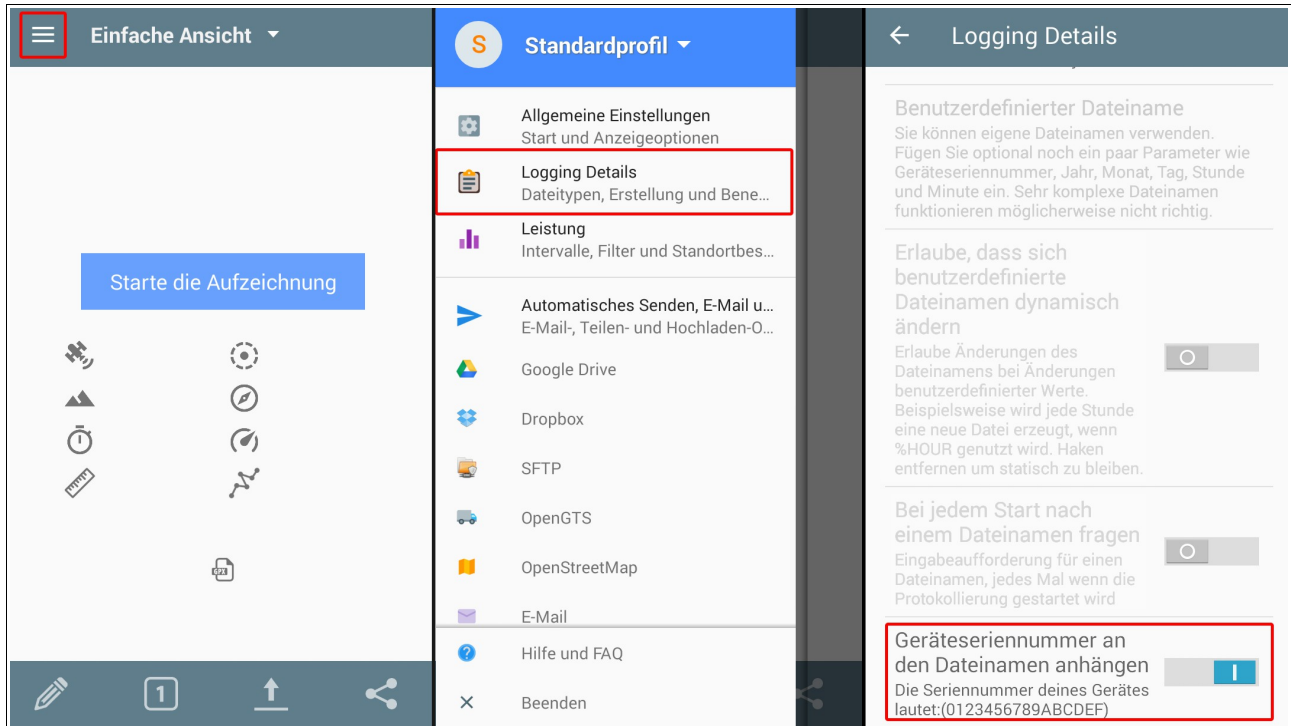 Einfache Ansicht
Starte die Aufzeichnung
GPX
1
S
Standardprofil
Allgemeine Einstellungen
Start und Anzeigeoptionen
Logging Details
Dateitypen, Erstellung und Bene...
Leistung
Intervalle, Filter und Standortbes...
Automatisches Senden, E-Mail u...
E-Mail-, Teilen- und Hochladen-O...
Google Drive
Dropbox
SFTP
OpenGTS
OpenStreetMap
E-Mail
Hilfe und FAQ
Beenden
Logging Details
Benutzerdefinierter Dateiname
Sie können eigene Dateinamen verwenden.
Fügen Sie optional noch ein paar Parameter wie
Geräteseriennummer, Jahr, Monat, Tag, Stunde
und Minute ein. Sehr komplexe Dateinamen
funktionieren möglicherweise nicht richtig.
Erlaube, dass sich
benutzerdefinierte
Dateinamen dynamisch
ändern
Erlaube Änderungen des
Dateinamens bei Änderungen
benutzerdefinierter Werte.
Beispielsweise wird jede Stunde
eine neue Datei erzeugt, wenn
%HOUR genutzt wird. Haken
entfernen um statisch zu bleiben.
Bei jedem Start nach
einem Dateinamen fragen
Eingabeaufforderung für einen
Dateinamen, jedes Mal wenn die
Protokollierung gestartet wird
Geräteseriennummer an
den Dateinamen anhängen
Die Seriennummer deines Gerätes
lautet:(0123456789ABCDEF)